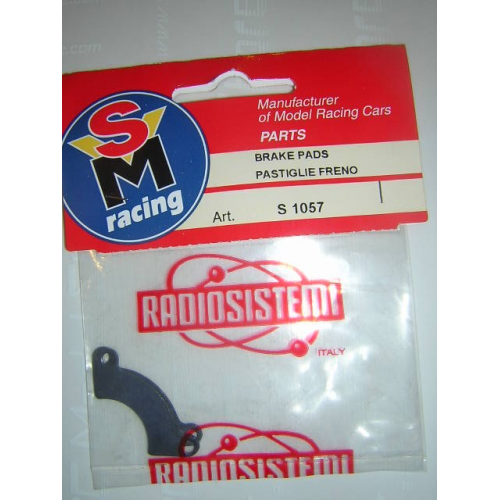 SM
racing
Manufacturer
of Model Racing Cars
PARTS
BRAKE PADS
PASTIGLIE FRENO
Art. S 1057
RADIOSISTEMI
ITALY
RADIOSISTEMI